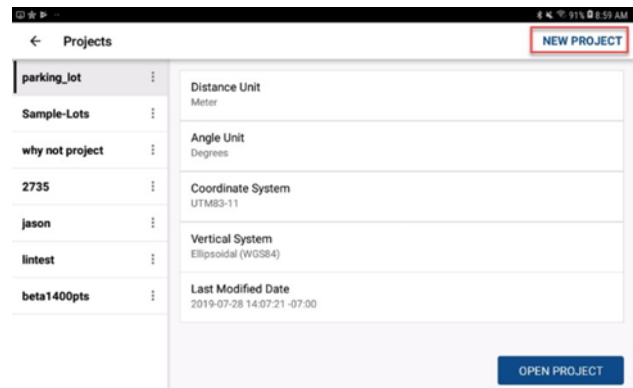 91% 8:59 AM
Projects
NEW PROJECT
parking_lot
Sample-Lots
why not project
2735
jason
lintest
beta1400pts
Distance Unit
Meter
Angle Unit
Degrees
Coordinate System
UTM83-11
Vertical System
Ellipsoidal (WGS84)
Last Modified Date
2019-07-28 14:07:21 -07:00
OPEN PROJECT